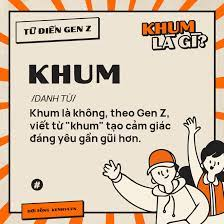 TỪ ĐIỂN GEN Z
KHUM
LÀ GÌ?
KHUM
/DANH TỪ/
Khum là không, theo Gen Z,
viết từ "khum" tạo cảm giác
đáng yêu gần gũi hơn.
#